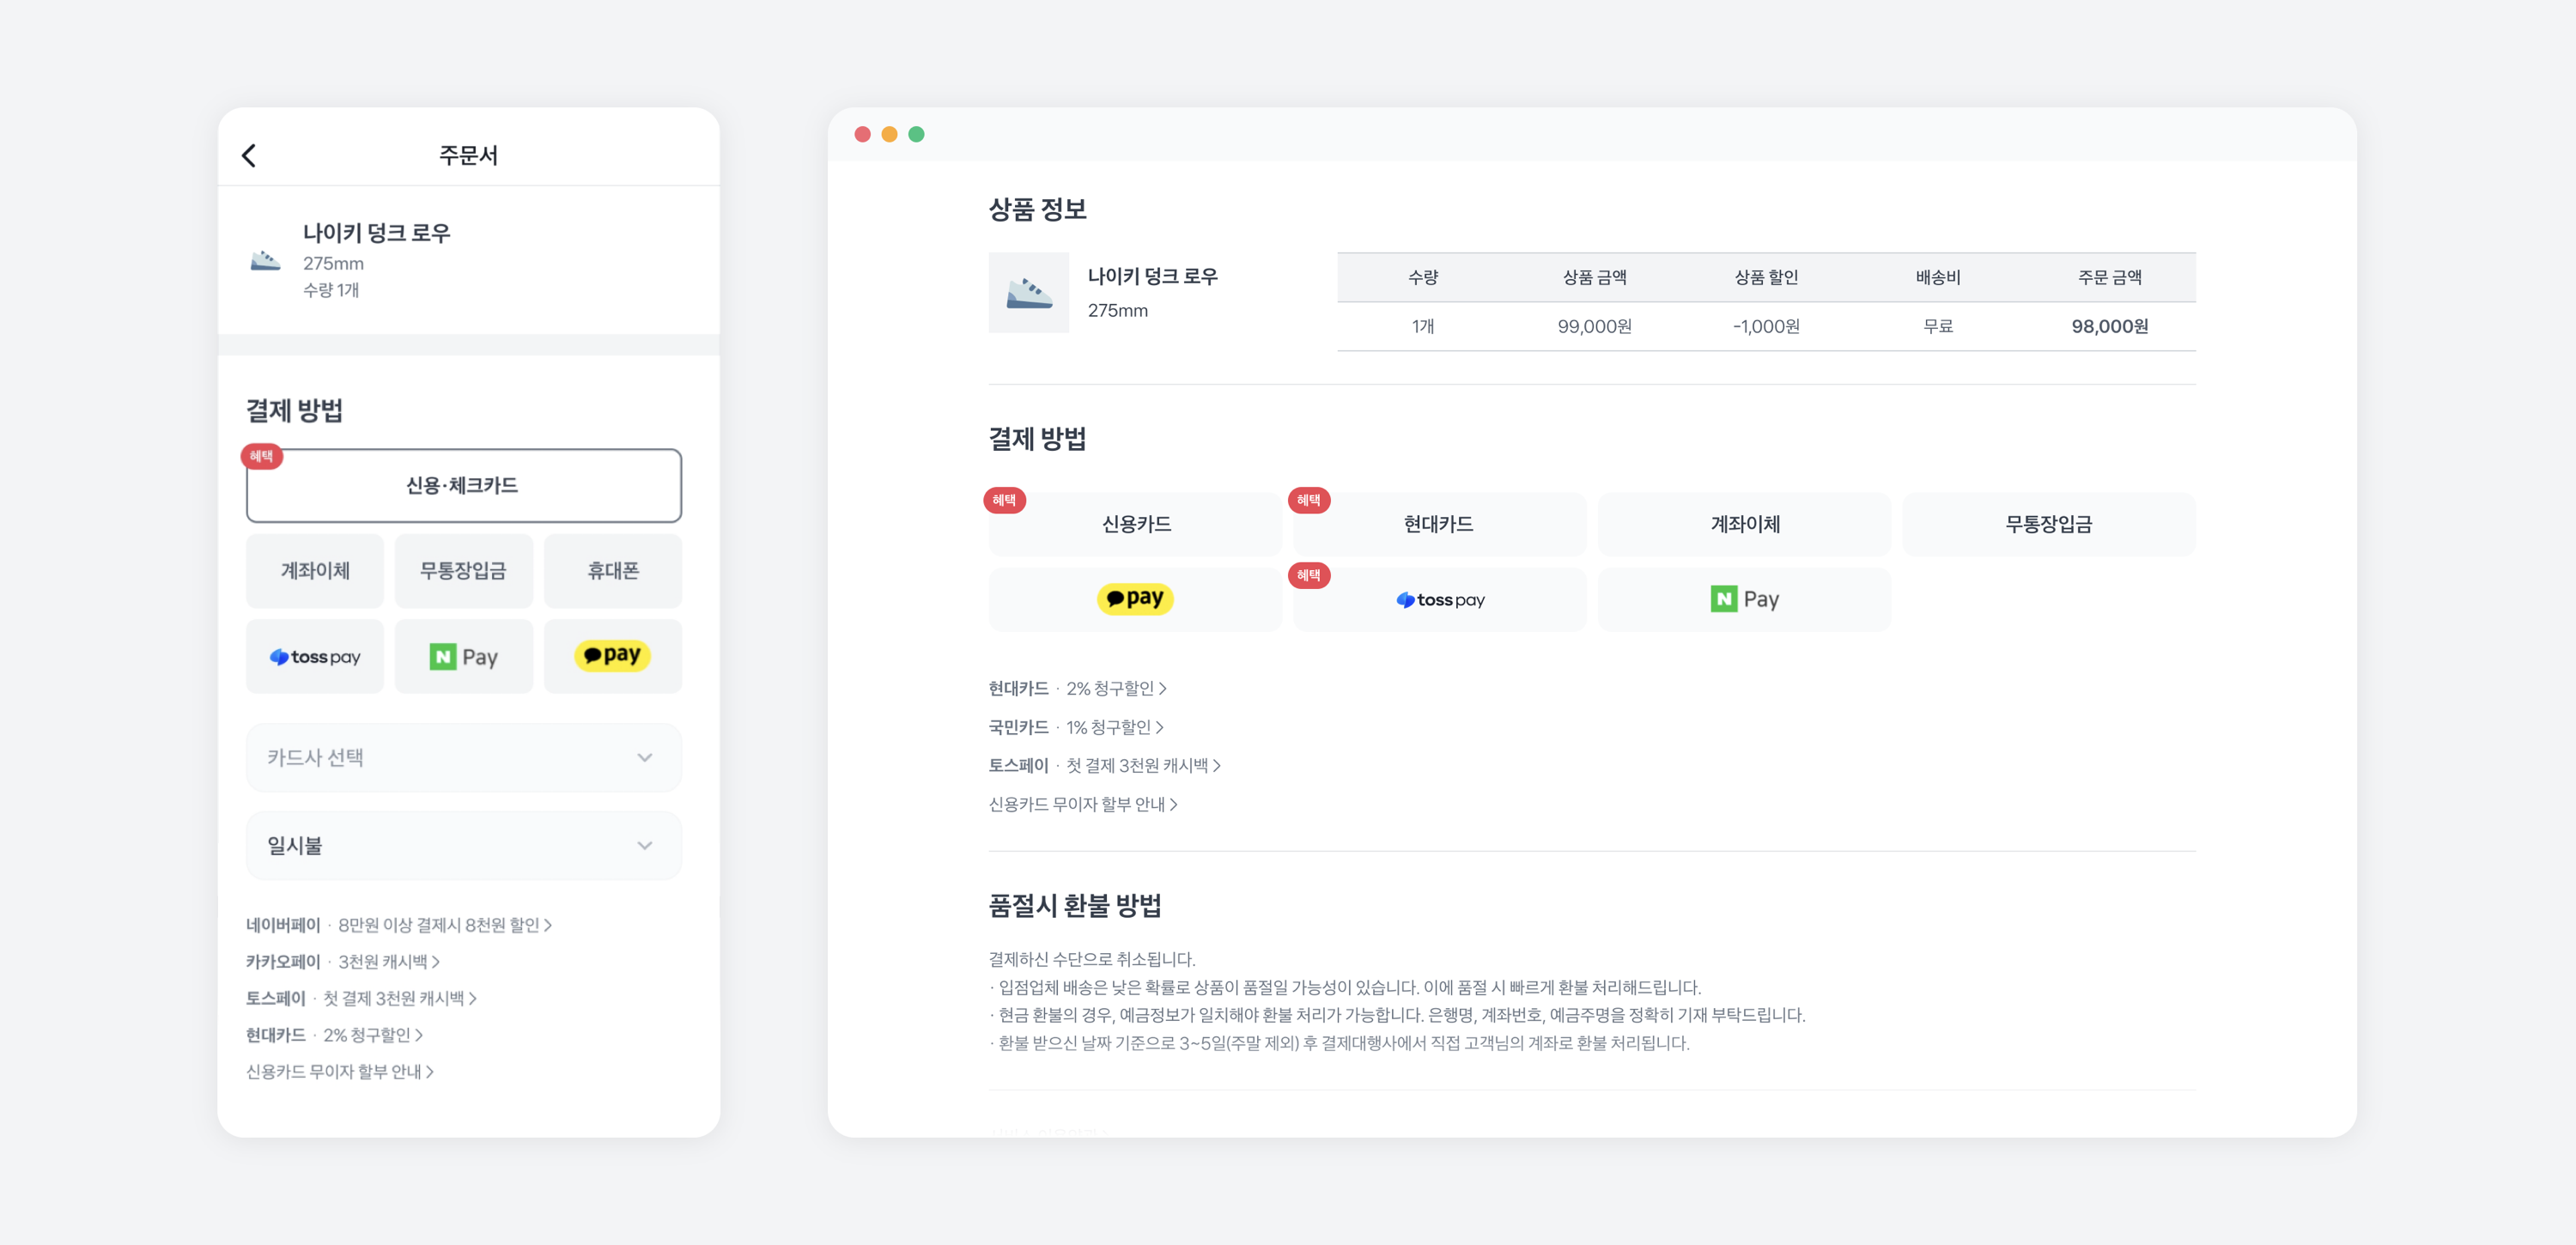 주문서
나이키 덩크 로우
275mm
수량 1개
결제 방법
혜택
신용·체크카드
계좌이체 무통장입금 휴대폰
toss pay N Pay pay
카드사 선택
일시불
네이버페이 · 8만원 이상 결제시 8천원 할인 >
카카오페이 · 3천원 캐시백 >
토스페이 · 첫 결제 3천원 캐시백 >
현대카드 · 2% 청구할인 >
신용카드 무이자 할부 안내 >
상품 정보
나이키 덩크 로우
275mm
수량 상품 금액 상품 할인 배송비 주문 금액
1개 99,000원 -1,000원 무료 98,000원
결제 방법
혜택 혜택
신용카드 현대카드 계좌이체 무통장입금
혜택
pay toss pay N Pay
현대카드 · 2% 청구할인 >
국민카드 · 1% 청구할인 >
토스페이 · 첫 결제 3천원 캐시백 >
신용카드 무이자 할부 안내 >
품절시 환불 방법
결제하신 수단으로 취소됩니다.
· 입점업체 배송은 낮은 확률로 상품이 품절일 가능성이 있습니다. 이에 품절 시 빠르게 환불 처리해드립니다.
· 현금 환불의 경우, 예금정보가 일치해야 환불 처리가 가능합니다. 은행명, 계좌번호, 예금주명을 정확히 기재 부탁드립니다.
· 환불 받으신 날짜 기준으로 3~5일(주말 제외) 후 결제대행사에서 직접 고객님의 계좌로 환불 처리됩니다.